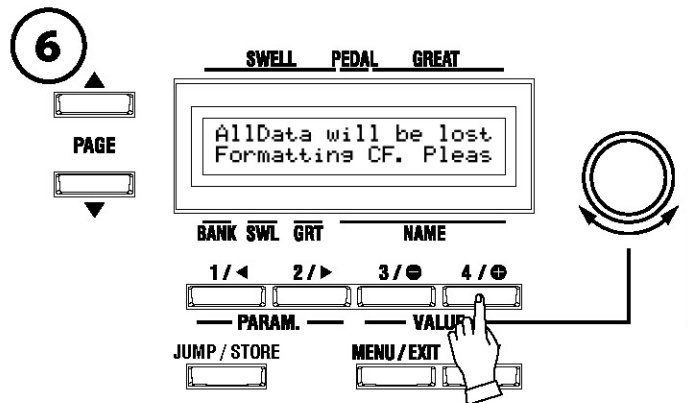 6
SWELL PEDAL GREAT
AllData will be lost
Formatting CF. Pleas
PAGE
BANK SWL GRT NAME
1/◀ 2/▶ 3/⊖ 4/⊕
PARAM. VALUE
JUMP / STORE MENU / EXIT